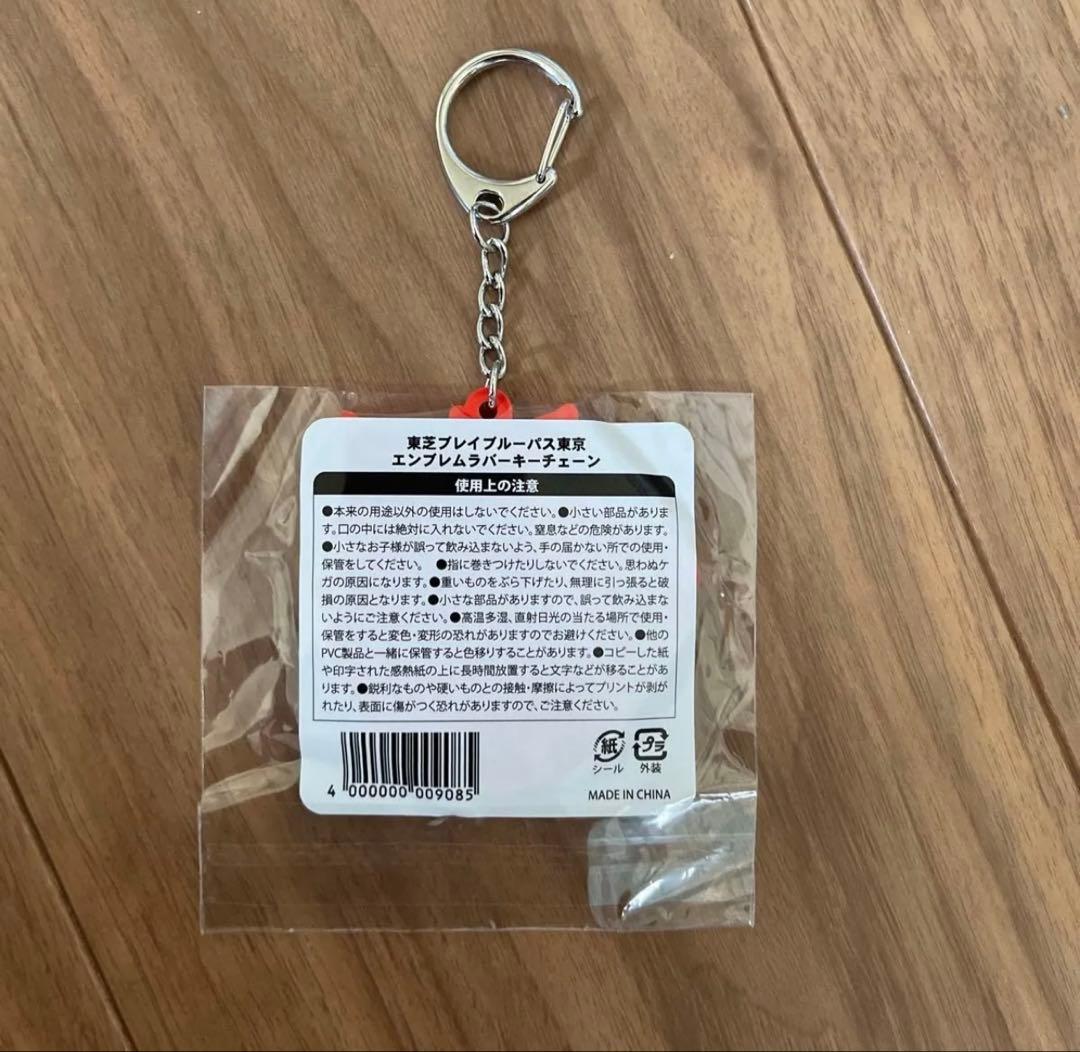 東芝ブレイブルーパス東京
エンブレムラバーキーチェーン
使用上の注意
●本来の用途以外の使用はしないでください。●小さい部品がありま
す。口の中には絶対に入れないでください。窒息などの危険があります。
●小さなお子様が誤って飲み込まないよう、手の届かない所での使用・
保管をしてください。 ●指に巻きつけたりしないでください。思わぬケ
ガの原因になります。●重いものをぶら下げたり、無理に引っ張ると破
損の原因となります。●小さな部品がありますので、誤って飲み込まな
いようにご注意ください。●高温多湿、直射日光の当たる場所で使用・
保管をすると変色・変形の恐れがありますのでお避けください。●他の
PVC製品と一緒に保管すると色移りすることがあります。●コピーした紙
や印字された感熱紙の上に長時間放置すると文字などが移ることがあ
ります。●鋭利なものや硬いものとの接触・摩擦によってプリントが剥が
れたり、表面に傷がつく恐れがありますので、ご注意ください。
紙 プラ
シール 外装
4 000000 009085
MADE IN CHINA